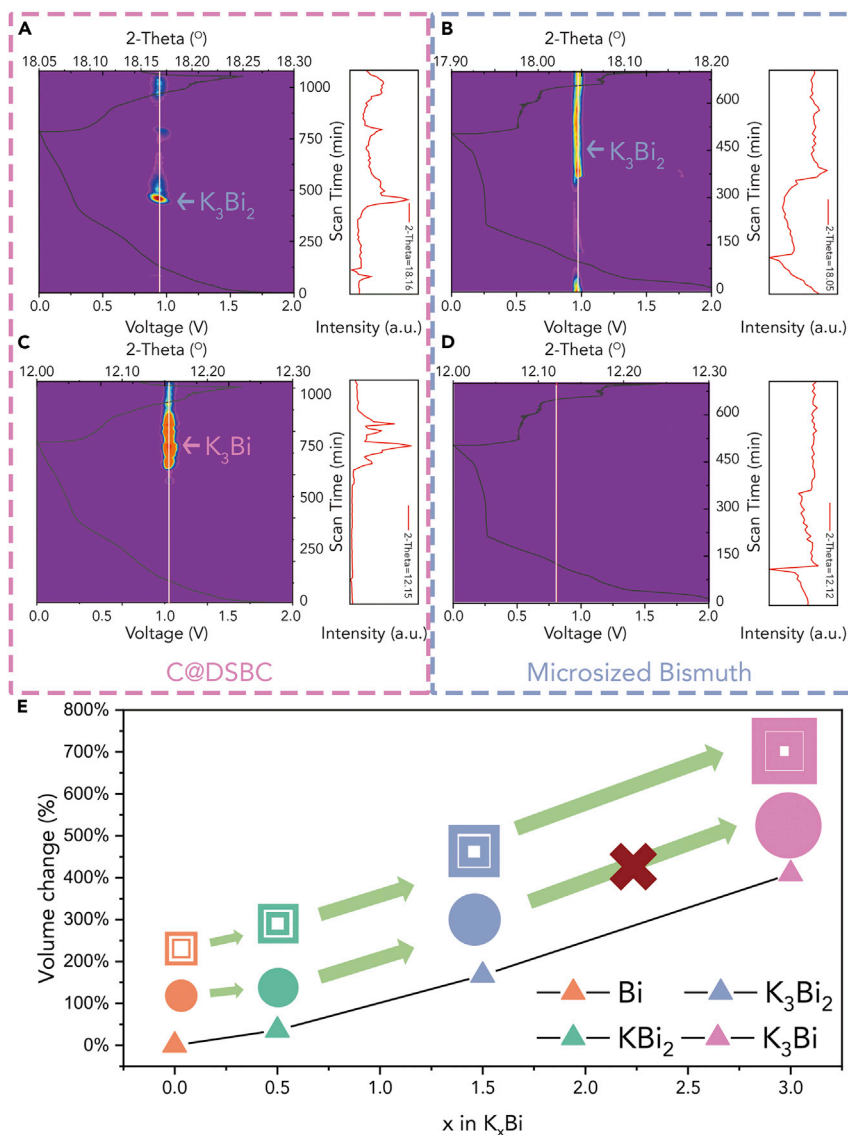 A
2-Theta (O)
18.05 18.10 18.15 18.20 18.25 18.30
1000
750
500
250
0
Scan Time (min)
←K3Bi2
2-Theta=18.16
0.0 0.5 1.0 1.5 2.0
Voltage (V)
Intensity (a.u.)
B
2-Theta (O)
17.90 18.00 18.10 18.20
600
450
300
150
0
Scan Time (min)
←K3Bi2
2-Theta=18.05
0.0 0.5 1.0 1.5 2.0
Voltage (V)
Intensity (a.u.)
C
2-Theta (O)
12.00 12.10 12.20 12.30
1000
750
500
250
0
Scan Time (min)
←K3Bi
2-Theta=12.15
0.0 0.5 1.0 1.5 2.0
Voltage (V)
Intensity (a.u.)
D
2-Theta (O)
12.00 12.10 12.20 12.30
600
450
300
150
0
Scan Time (min)
2-Theta=12.12
0.0 0.5 1.0 1.5 2.0
Voltage (V)
Intensity (a.u.)
C@DSBC
Microsized Bismuth
E
800%
700%
600%
500%
400%
300%
200%
100%
0%
Volume change (%)
Bi
K3Bi2
KBi2
K3Bi
0.0 0.5 1.0 1.5 2.0 2.5 3.0
x in KxBi